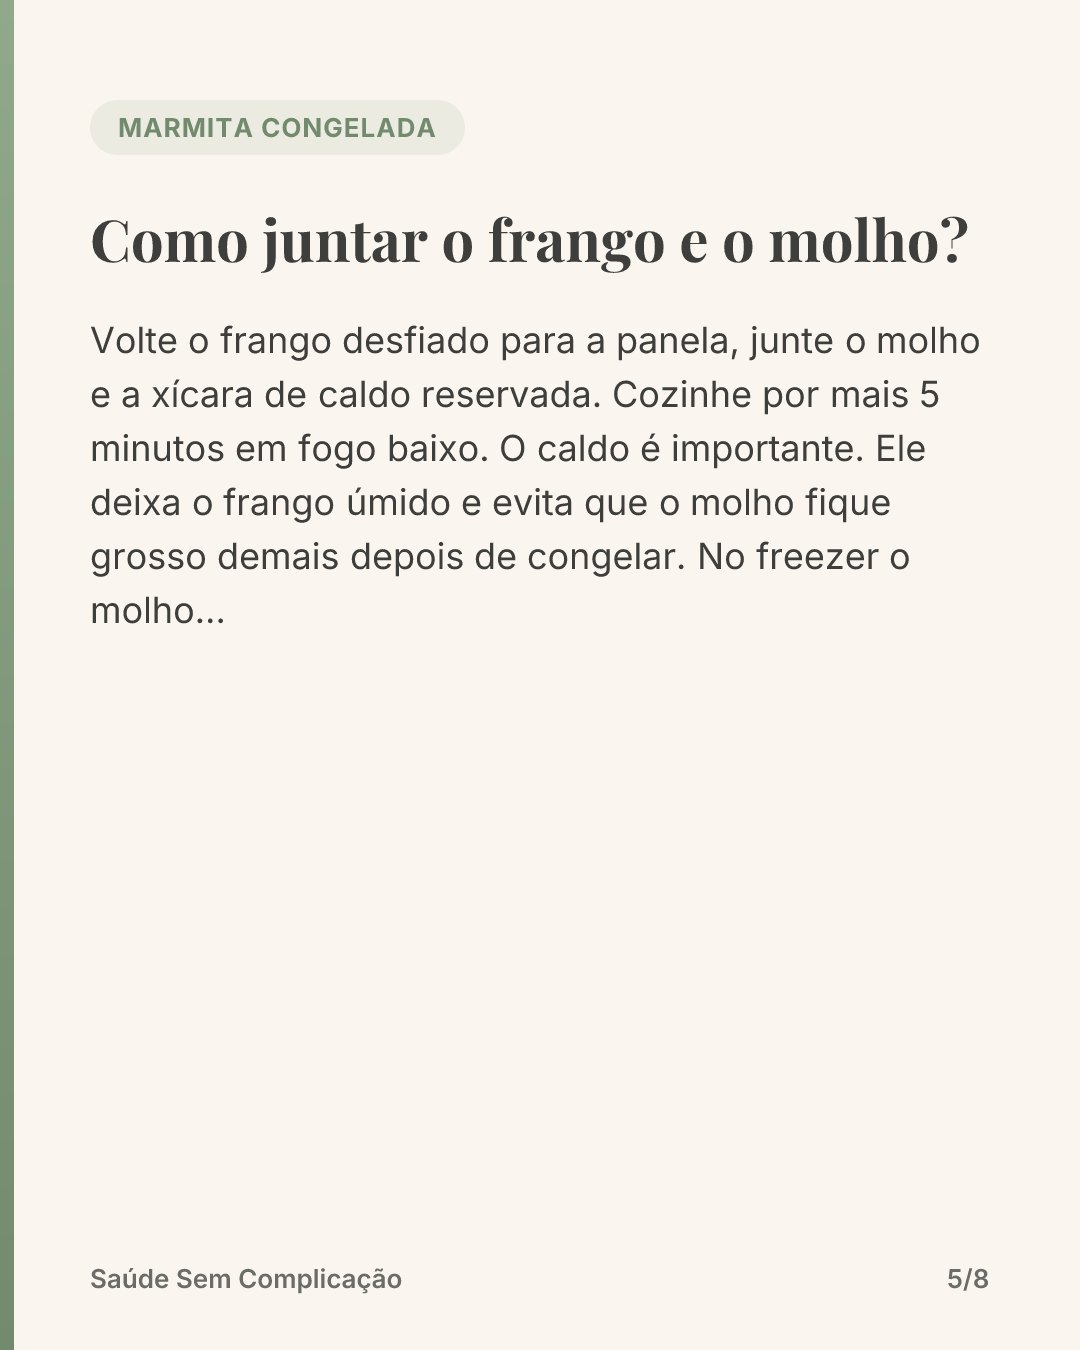 MARMITA CONGELADA
Como juntar o frango e o molho?
Volte o frango desfiado para a panela, junte o molho
e a xícara de caldo reservada. Cozinhe por mais 5
minutos em fogo baixo. O caldo é importante. Ele
deixa o frango úmido e evita que o molho fique
grosso demais depois de congelar. No freezer o
molho...
Saúde Sem Complicação
5/8